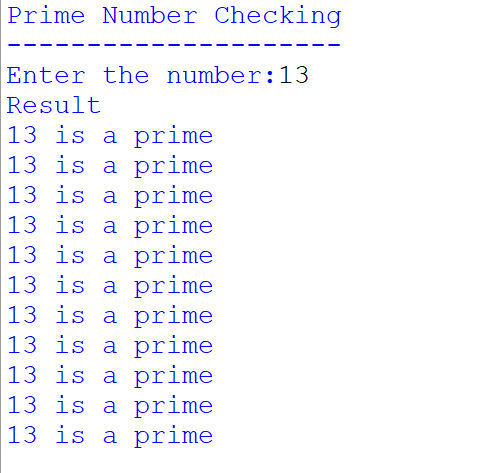 Prime Number Checking
---------------------
Enter the number:13
Result
13 is a prime
13 is a prime
13 is a prime
13 is a prime
13 is a prime
13 is a prime
13 is a prime
13 is a prime
13 is a prime
13 is a prime
13 is a prime